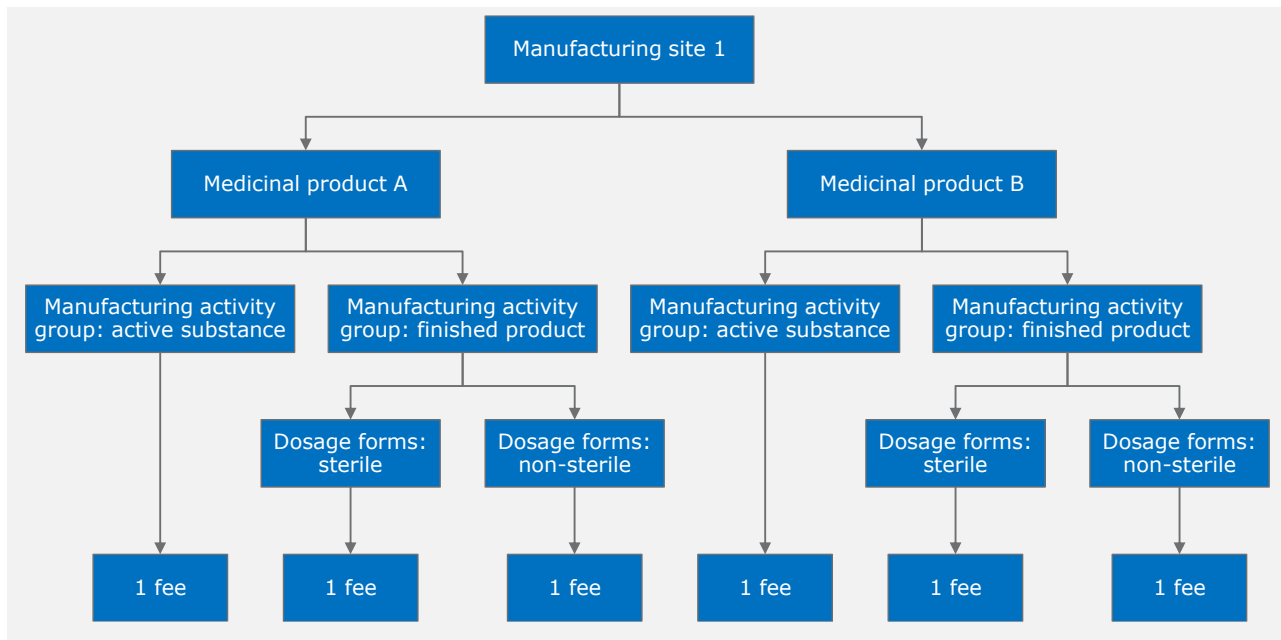 Manufacturing site 1
Medicinal product A
Medicinal product B
Manufacturing activity
group: active substance
Manufacturing activity
group: finished product
Manufacturing activity
group: active substance
Manufacturing activity
group: finished product
Dosage forms:
sterile
Dosage forms:
non-sterile
Dosage forms:
sterile
Dosage forms:
non-sterile
1 fee
1 fee
1 fee
1 fee
1 fee
1 fee